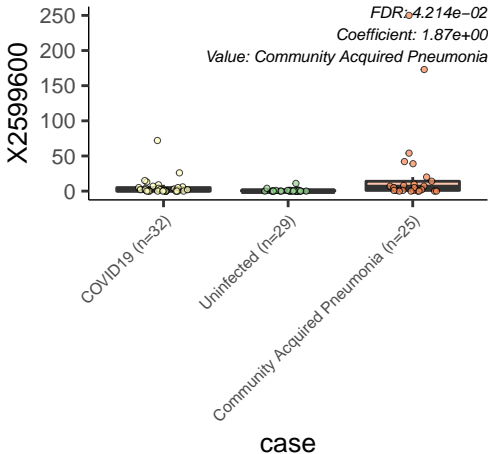 FDR: 4.214e−02
Coefficient: 1.87e+00
Value: Community Acquired Pneumonia
250
200
150
100
50
0
X2599600
COVID19 (n=32)
Uninfected (n=29)
Community Acquired Pneumonia (n=25)
case